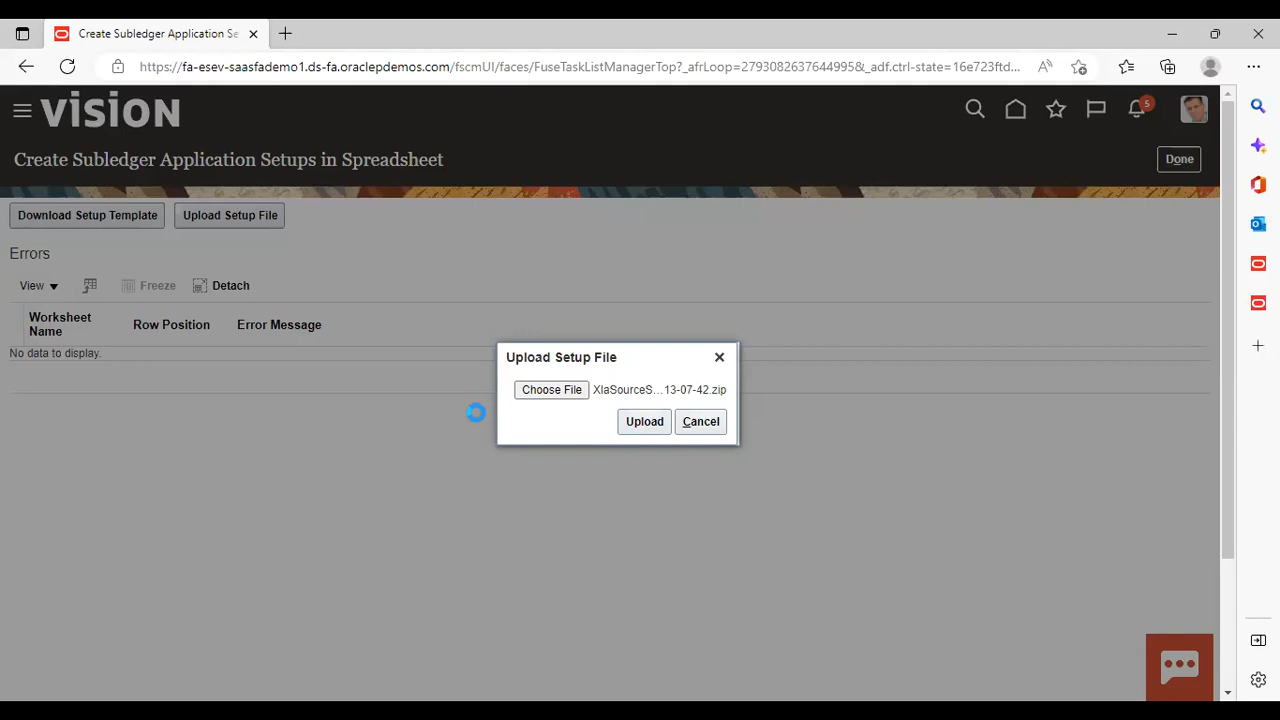 Create Subledger Application Se
https://fa-esev-saasfademo1.ds-fa.oraclepdemos.com/fscmUI/faces/FuseTaskListManagerTop?_afrLoop=27930826376449​95&_adf.ctrl-state=16e723ftd...
VISION
5
Create Subledger Application Setups in Spreadsheet
Done
Download Setup Template
Upload Setup File
Errors
View
Freeze
Detach
Worksheet Name
Row Position
Error Message
No data to display.
Upload Setup File
Choose File
XlaSourceS...13-07-42.zip
Upload
Cancel